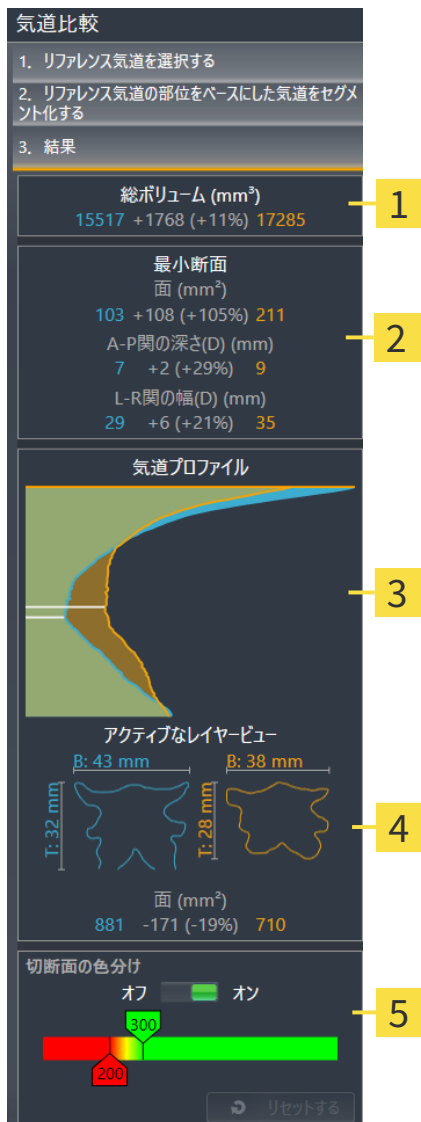 気道比較
1. リファレンス気道を選択する
2. リファレンス気道の部位をベースにした気道をセグメ
ント化する
3. 結果
総ボリューム (mm³)
15517 +1768 (+11%) 17285
1
最小断面
面 (mm²)
103 +108 (+105%) 211
A-P関の深さ(D) (mm)
7 +2 (+29%) 9
L-R関の幅(D) (mm)
29 +6 (+21%) 35
2
気道プロファイル
3
アクティブなレイヤービュー
B: 43 mm B: 38 mm
T: 32 mm T: 28 mm
4
面 (mm²)
881 -171 (-19%) 710
切断面の色分け
オフ オン
5
300
200
リセットする